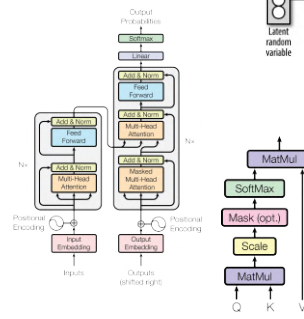 Output
Probabilities
Softmax
Linear
Add & Norm
Feed
Forward
Add & Norm
Multi-Head
Attention
Add & Norm
Masked
Multi-Head
Attention
N×
Add & Norm
Feed
Forward
Add & Norm
Multi-Head
Attention
N×
Positional
Encoding
Positional
Encoding
Input
Embedding
Output
Embedding
Inputs
Outputs
(shifted right)
Latent
random
variable
MatMul
SoftMax
Mask (opt.)
Scale
MatMul
Q K V